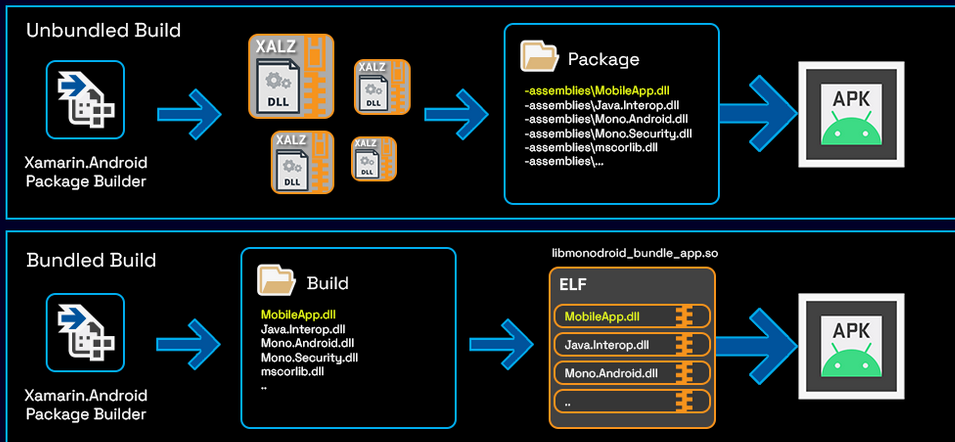 Unbundled Build
XALZ
DLL
XALZ
DLL
XALZ
DLL
XALZ
DLL
Package
-assemblies\MobileApp.dll
-assemblies\Java.Interop.dll
-assemblies\Mono.Android.dll
-assemblies\Mono.Security.dll
-assemblies\mscorlib.dll
-assemblies\...
APK
Xamarin.Android
Package Builder
Bundled Build
Build
MobileApp.dll
Java.Interop.dll
Mono.Android.dll
Mono.Security.dll
mscorlib.dll
..
libmonodroid_bundle_app.so
ELF
MobileApp.dll
Java.Interop.dll
Mono.Android.dll
..
APK
Xamarin.Android
Package Builder